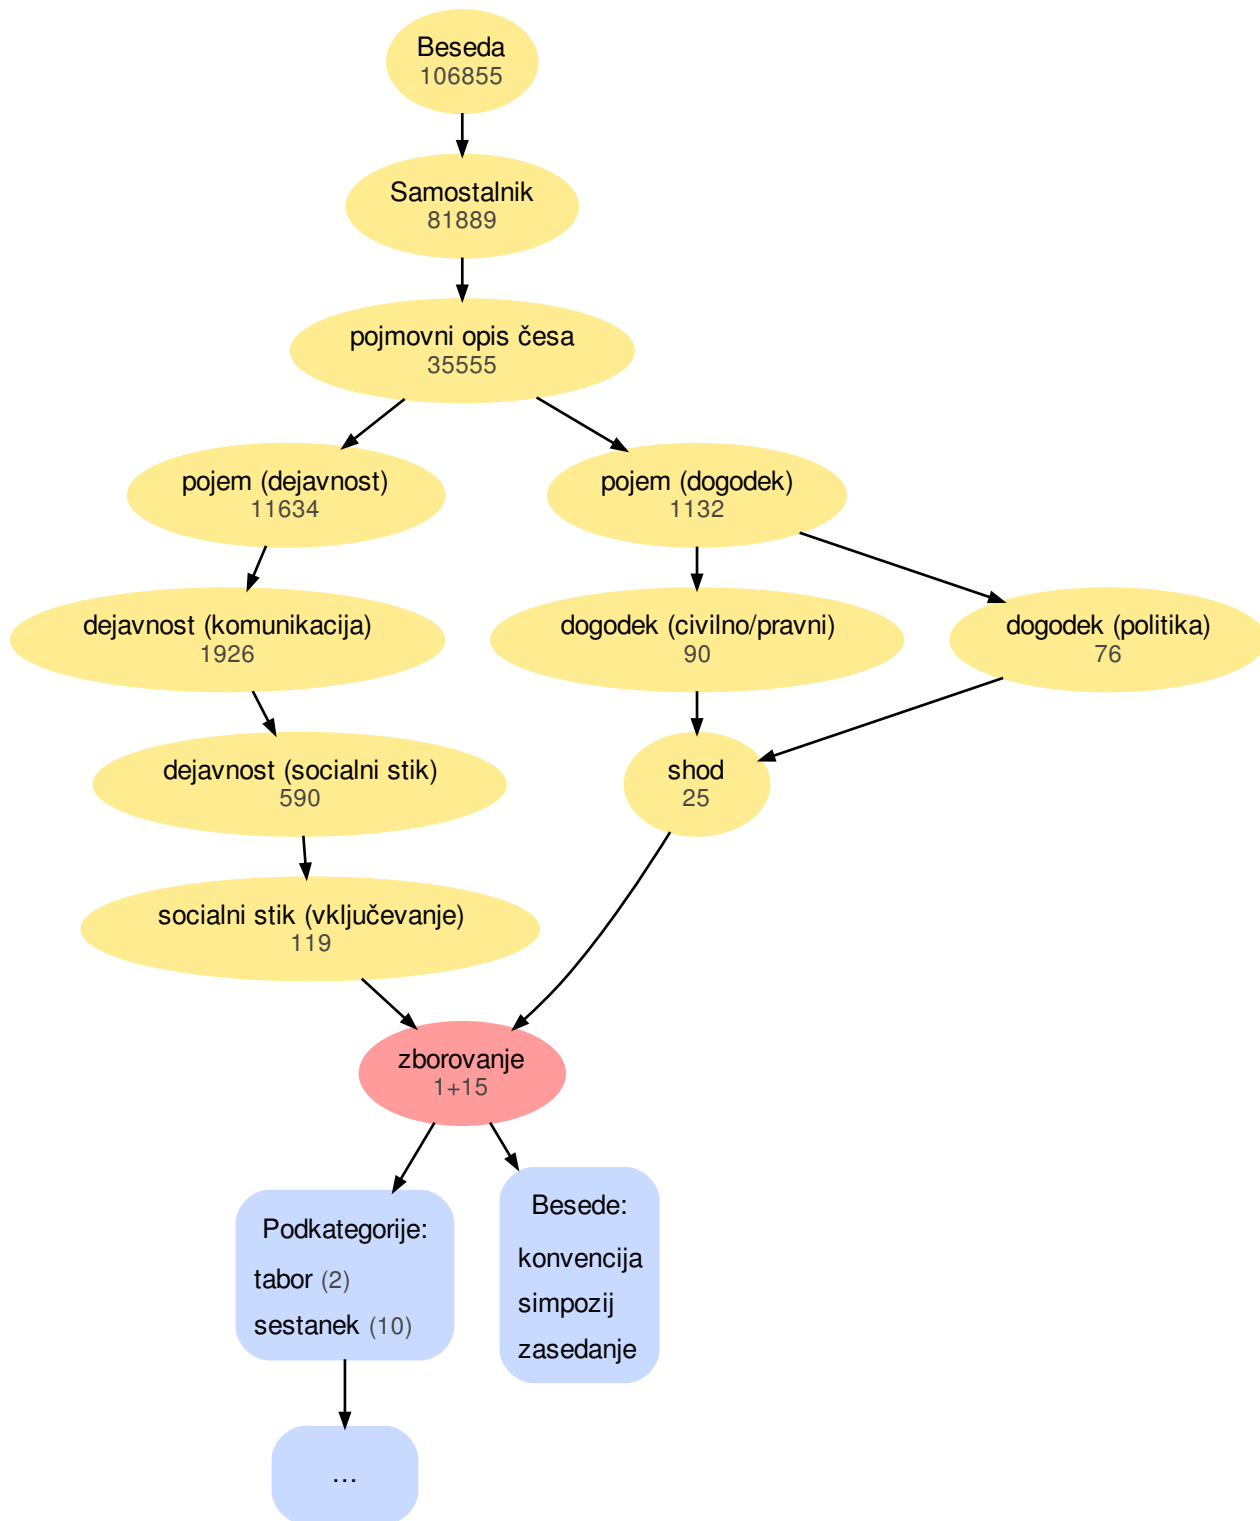 Beseda
106855
Samostalnik
81889
pojmovni opis česa
35555
pojem (dejavnost)
11634
pojem (dogodek)
1132
dejavnost (komunikacija)
1926
dogodek (civilno/pravni)
90
dogodek (politika)
76
dejavnost (socialni stik)
590
shod
25
socialni stik (vključevanje)
119
zborovanje
1+15
Podkategorije:
tabor (2)
sestanek (10)
Besede:
konvencija
simpozij
zasedanje
...